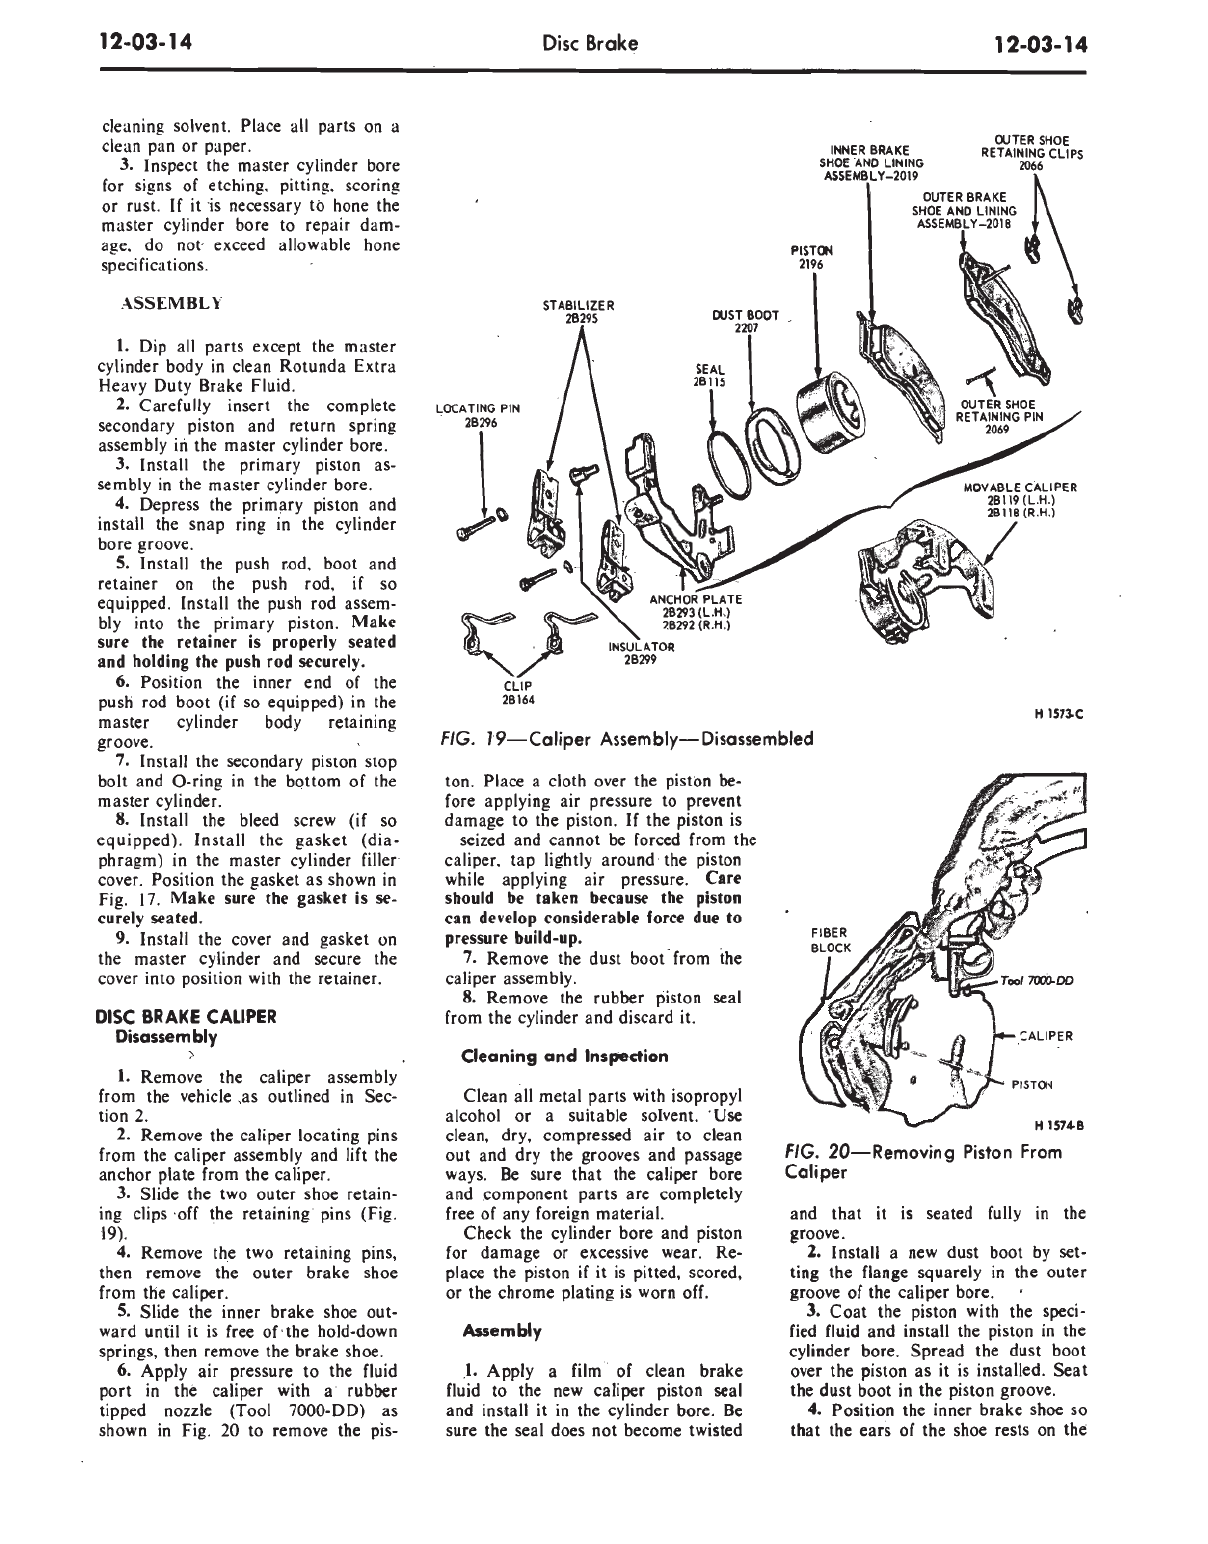 12-03-14
Disc Brake
12-03-14
cleaning solvent. Place all parts on a
clean pan or paper.
3. Inspect the master cylinder bore
for signs of etching, pitting, scoring
or rust. If it is necessary to hone the
master cylinder bore to repair dam-
age, do not exceed allowable hone
specifications.
ASSEMBLY
1. Dip all parts except the master
cylinder body in clean Rotunda Extra
Heavy Duty Brake Fluid.
2. Carefully insert the complete
secondary piston and return spring
assembly in the master cylinder bore.
3. Install the primary piston as-
sembly in the master cylinder bore.
4. Depress the primary piston and
install the snap ring in the cylinder
bore groove.
5. Install the push rod, boot and
retainer on the push rod, if so
equipped. Install the push rod assem-
bly into the primary piston. Make
sure the retainer is properly seated
and holding the push rod securely.
6. Position the inner end of the
push rod boot (if so equipped) in the
master cylinder body retaining
groove.
7. Install the secondary piston stop
bolt and O-ring in the bottom of the
master cylinder.
8. Install the bleed screw (if so
equipped). Install the gasket (dia-
phragm) in the master cylinder filler
cover. Position the gasket as shown in
Fig. 17. Make sure the gasket is se-
curely seated.
9. Install the cover and gasket on
the master cylinder and secure the
cover into position with the retainer.
DISC BRAKE CALIPER
Disassembly
1. Remove the caliper assembly
from the vehicle as outlined in Sec-
tion 2.
2. Remove the caliper locating pins
from the caliper assembly and lift the
anchor plate from the caliper.
3. Slide the two outer shoe retain-
ing clips off the retaining pins (Fig.
19).
4. Remove the two retaining pins,
then remove the outer brake shoe
from the caliper.
5. Slide the inner brake shoe out-
ward until it is free of the hold-down
springs, then remove the brake shoe.
6. Apply air pressure to the fluid
port in the caliper with a rubber
tipped nozzle (Tool 7000-DD) as
shown in Fig. 20 to remove the pis-
INNER BRAKE
SHOE AND LINING
ASSEMBLY—2019
OUTER SHOE
RETAINING CLIPS
2066
OUTER BRAKE
SHOE AND LINING
ASSEMBLY—2018
PISTON
2196
STABILIZER
2B295
DUST BOOT
2207
SEAL
2B115
LOCATING PIN
2B296
OUTER SHOE
RETAINING PIN
2069
MOVABLE CALIPER
2B119 (L.H.)
2B118 (R.H.)
ANCHOR PLATE
2B293 (L.H.)
2B292 (R.H.)
INSULATOR
2B299
CLIP
2B164
H 1573-C
FIG. 19—Caliper Assembly—Disassembled
ton. Place a cloth over the piston be-
fore applying air pressure to prevent
damage to the piston. If the piston is
seized and cannot be forced from the
caliper, tap lightly around the piston
while applying air pressure. Care
should be taken because the piston
can develop considerable force due to
pressure build-up.
7. Remove the dust boot from the
caliper assembly.
8. Remove the rubber piston seal
from the cylinder and discard it.
Cleaning and Inspection
Clean all metal parts with isopropyl
alcohol or a suitable solvent. Use
clean, dry, compressed air to clean
out and dry the grooves and passage
ways. Be sure that the caliper bore
and component parts are completely
free of any foreign material.
Check the cylinder bore and piston
for damage or excessive wear. Re-
place the piston if it is pitted, scored,
or the chrome plating is worn off.
Assembly
1. Apply a film of clean brake
fluid to the new caliper piston seal
and install it in the cylinder bore. Be
sure the seal does not become twisted
FIBER
BLOCK
Tool 7000-DD
CALIPER
PISTON
H 1574-B
FIG. 20—Removing Piston From
Caliper
and that it is seated fully in the
groove.
2. Install a new dust boot by set-
ting the flange squarely in the outer
groove of the caliper bore.
3. Coat the piston with the speci-
fied fluid and install the piston in the
cylinder bore. Spread the dust boot
over the piston as it is installed. Seat
the dust boot in the piston groove.
4. Position the inner brake shoe so
that the ears of the shoe rests on the